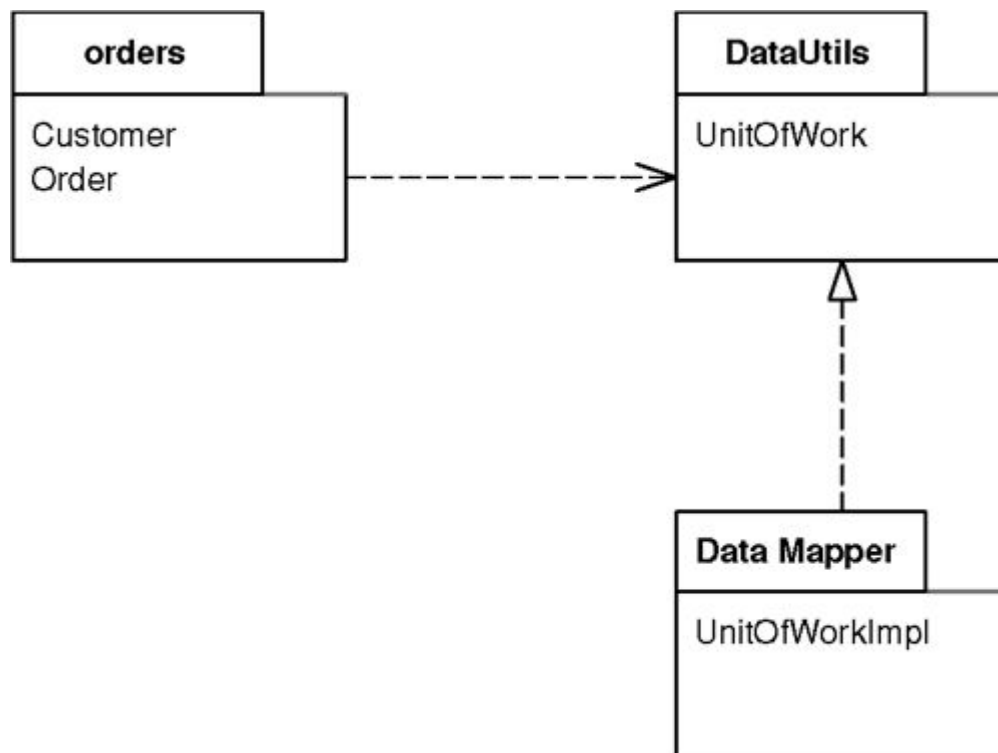 orders
Customer
Order
DataUtils
UnitOfWork
Data Mapper
UnitOfWorkImpl